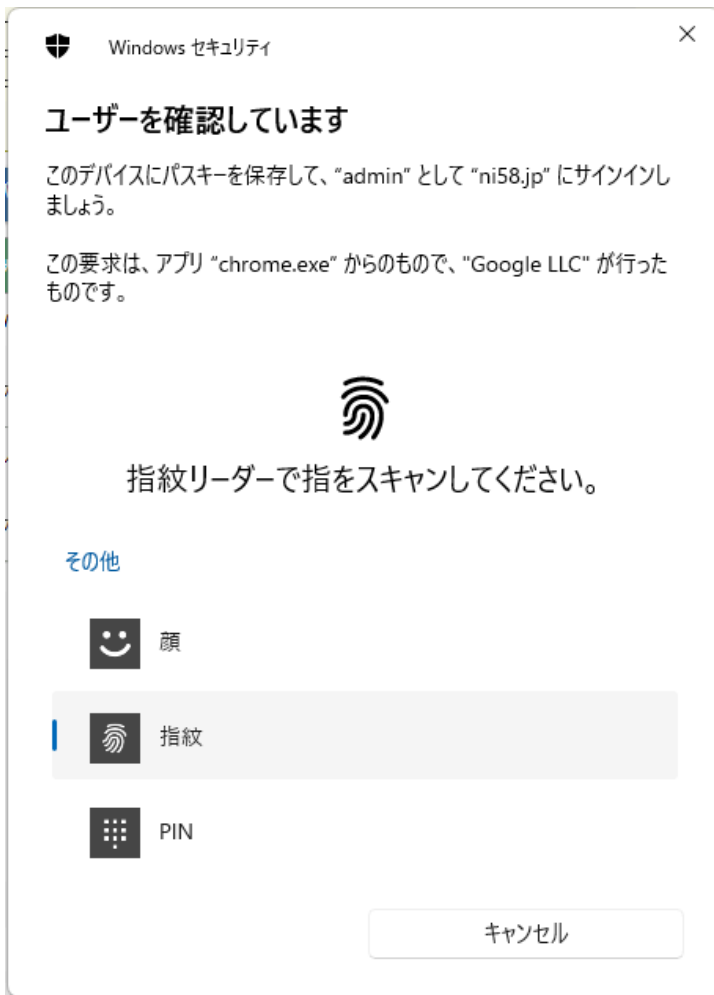 Windows セキュリティ
ユーザーを確認しています
このデバイスにパスキーを保存して、“admin” として “ni58.jp” にサインインし
ましょう。
この要求は、アプリ “chrome.exe” からのもので、"Google LLC" が行った
ものです。
指紋リーダーで指をスキャンしてください。
その他
顔
指紋
PIN
キャンセル